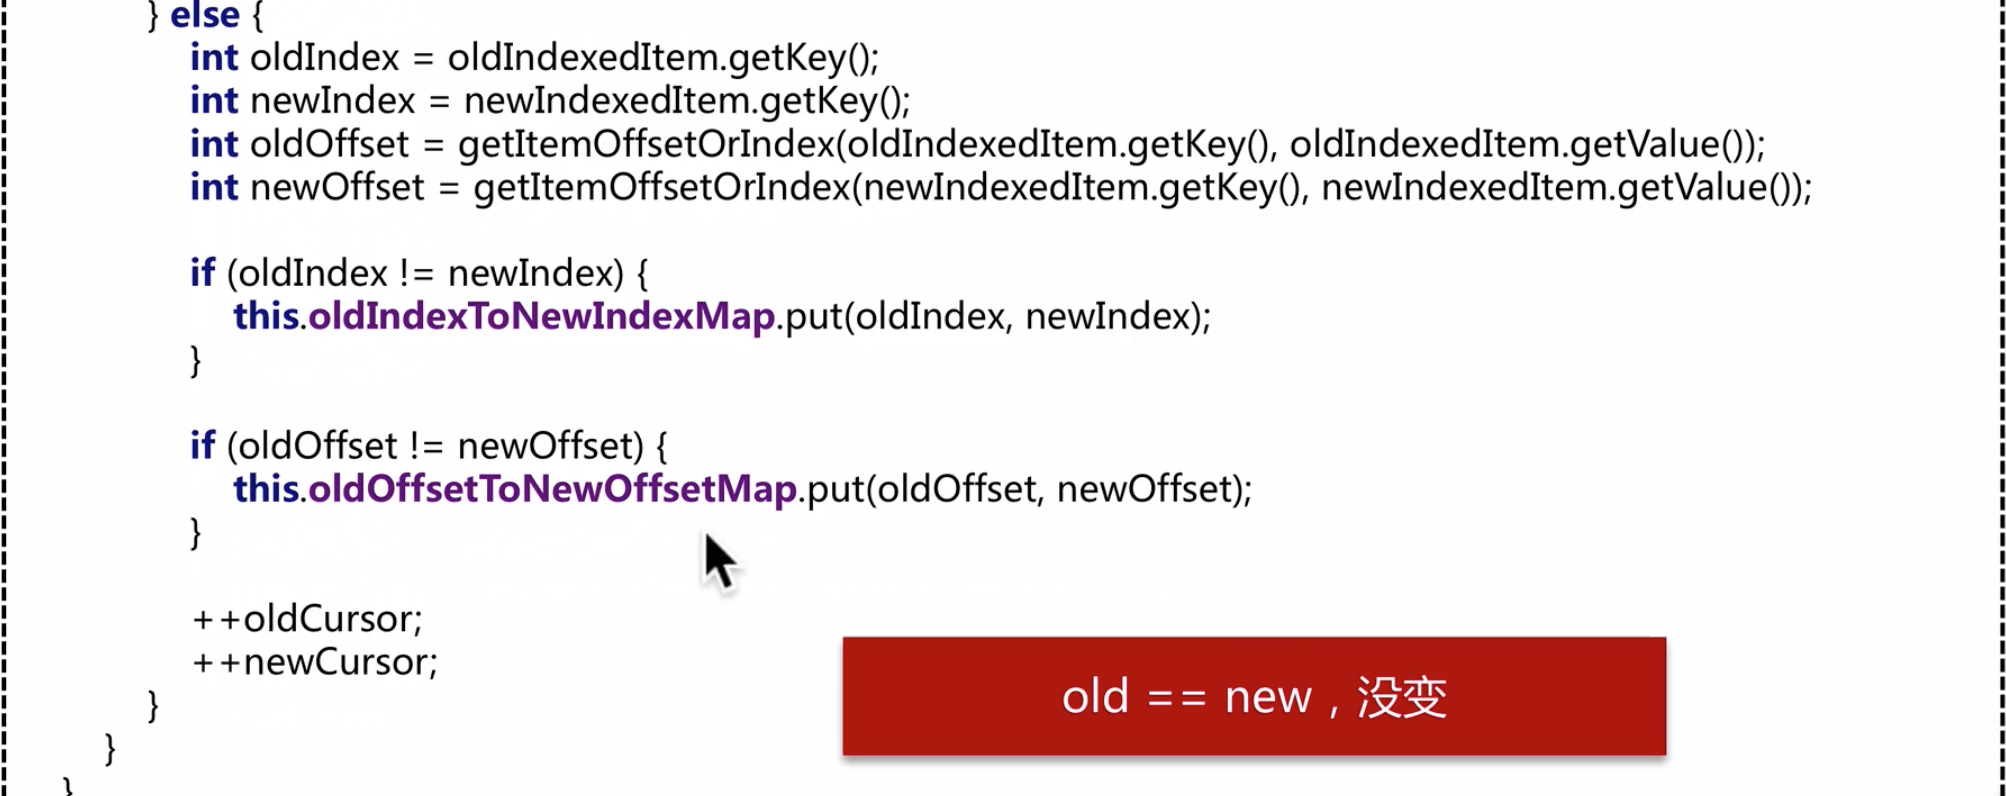 } else {
int oldIndex = oldIndexedItem.getKey();
int newIndex = newIndexedItem.getKey();
int oldOffset = getItemOffsetOrIndex(oldIndexedItem.getKey(), oldIndexedItem.getValue());
int newOffset = getItemOffsetOrIndex(newIndexedItem.getKey(), newIndexedItem.getValue());
if (oldIndex != newIndex) {
this.oldIndexToNewIndexMap.put(oldIndex, newIndex);
}
if (oldOffset != newOffset) {
this.oldOffsetToNewOffsetMap.put(oldOffset, newOffset);
}
++oldCursor;
++newCursor;
}
}
}
old == new，没变